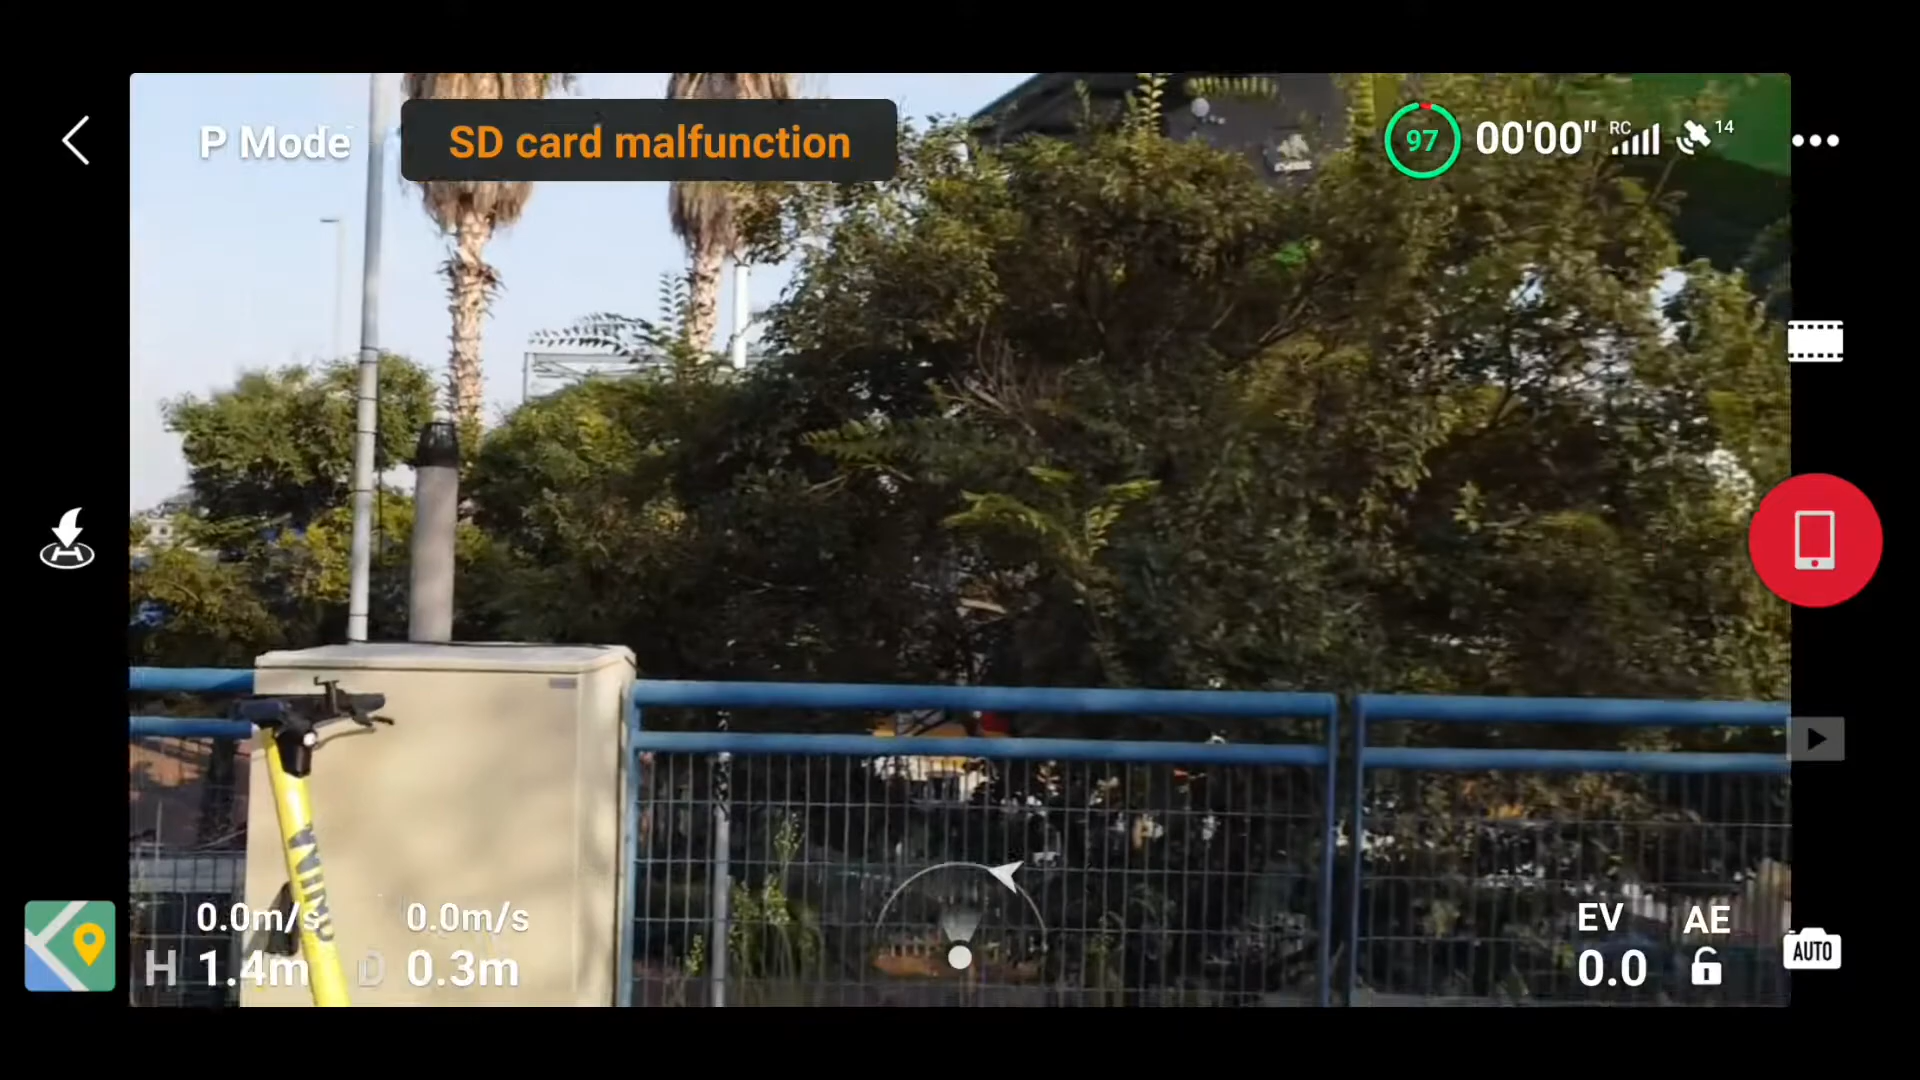 P Mode
SD card malfunction
97
00'00"
RC
14
0.0m/s
0.0m/s
H 1.4m
D 0.3m
EV
0.0
AE
AUTO